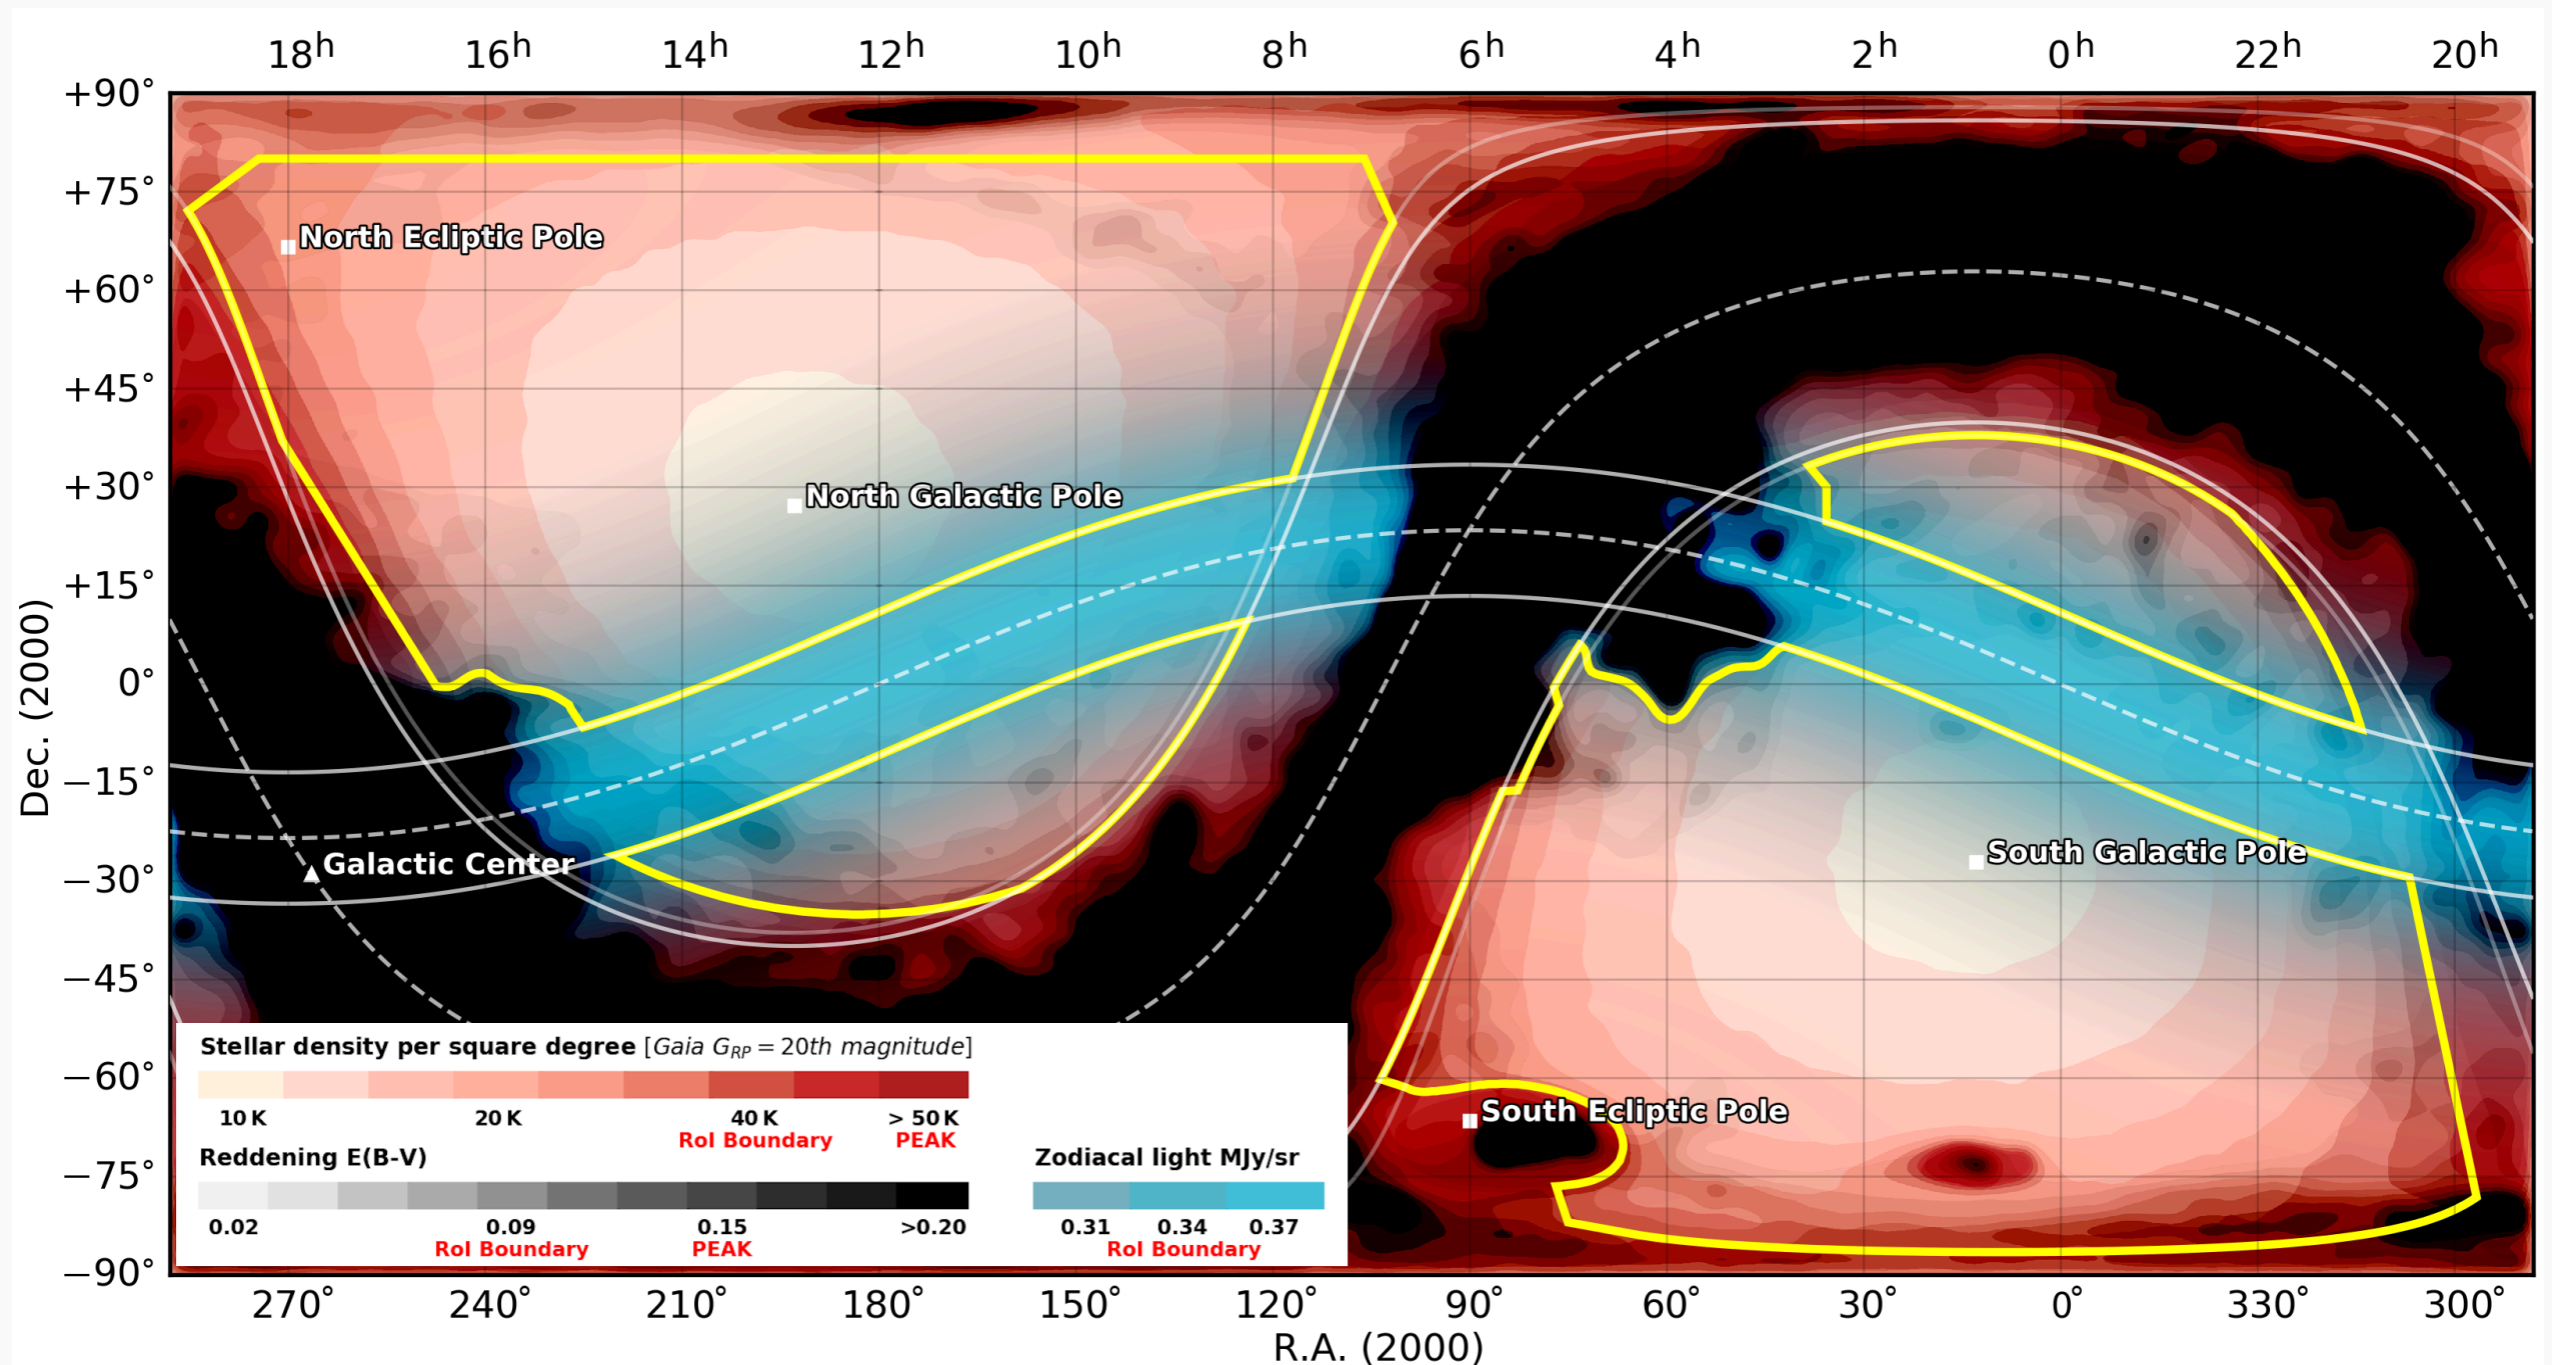 18h 16h 14h 12h 10h 8h 6h 4h 2h 0h 22h 20h
+90°
+75°
North Ecliptic Pole
+60°
+45°
+30°
North Galactic Pole
+15°
0°
Dec. (2000)
−15°
Galactic Center
South Galactic Pole
−30°
−45°
Stellar density per square degree [Gaia GRP = 20th magnitude]
−60°
10 K 20 K 40 K > 50 K
RoI Boundary PEAK
South Ecliptic Pole
Reddening E(B-V) Zodiacal light MJy/sr
−75°
0.02 0.09 0.15 >0.20 0.31 0.34 0.37
RoI Boundary PEAK RoI Boundary
−90°
270° 240° 210° 180° 150° 120° 90° 60° 30° 0° 330° 300°
R.A. (2000)